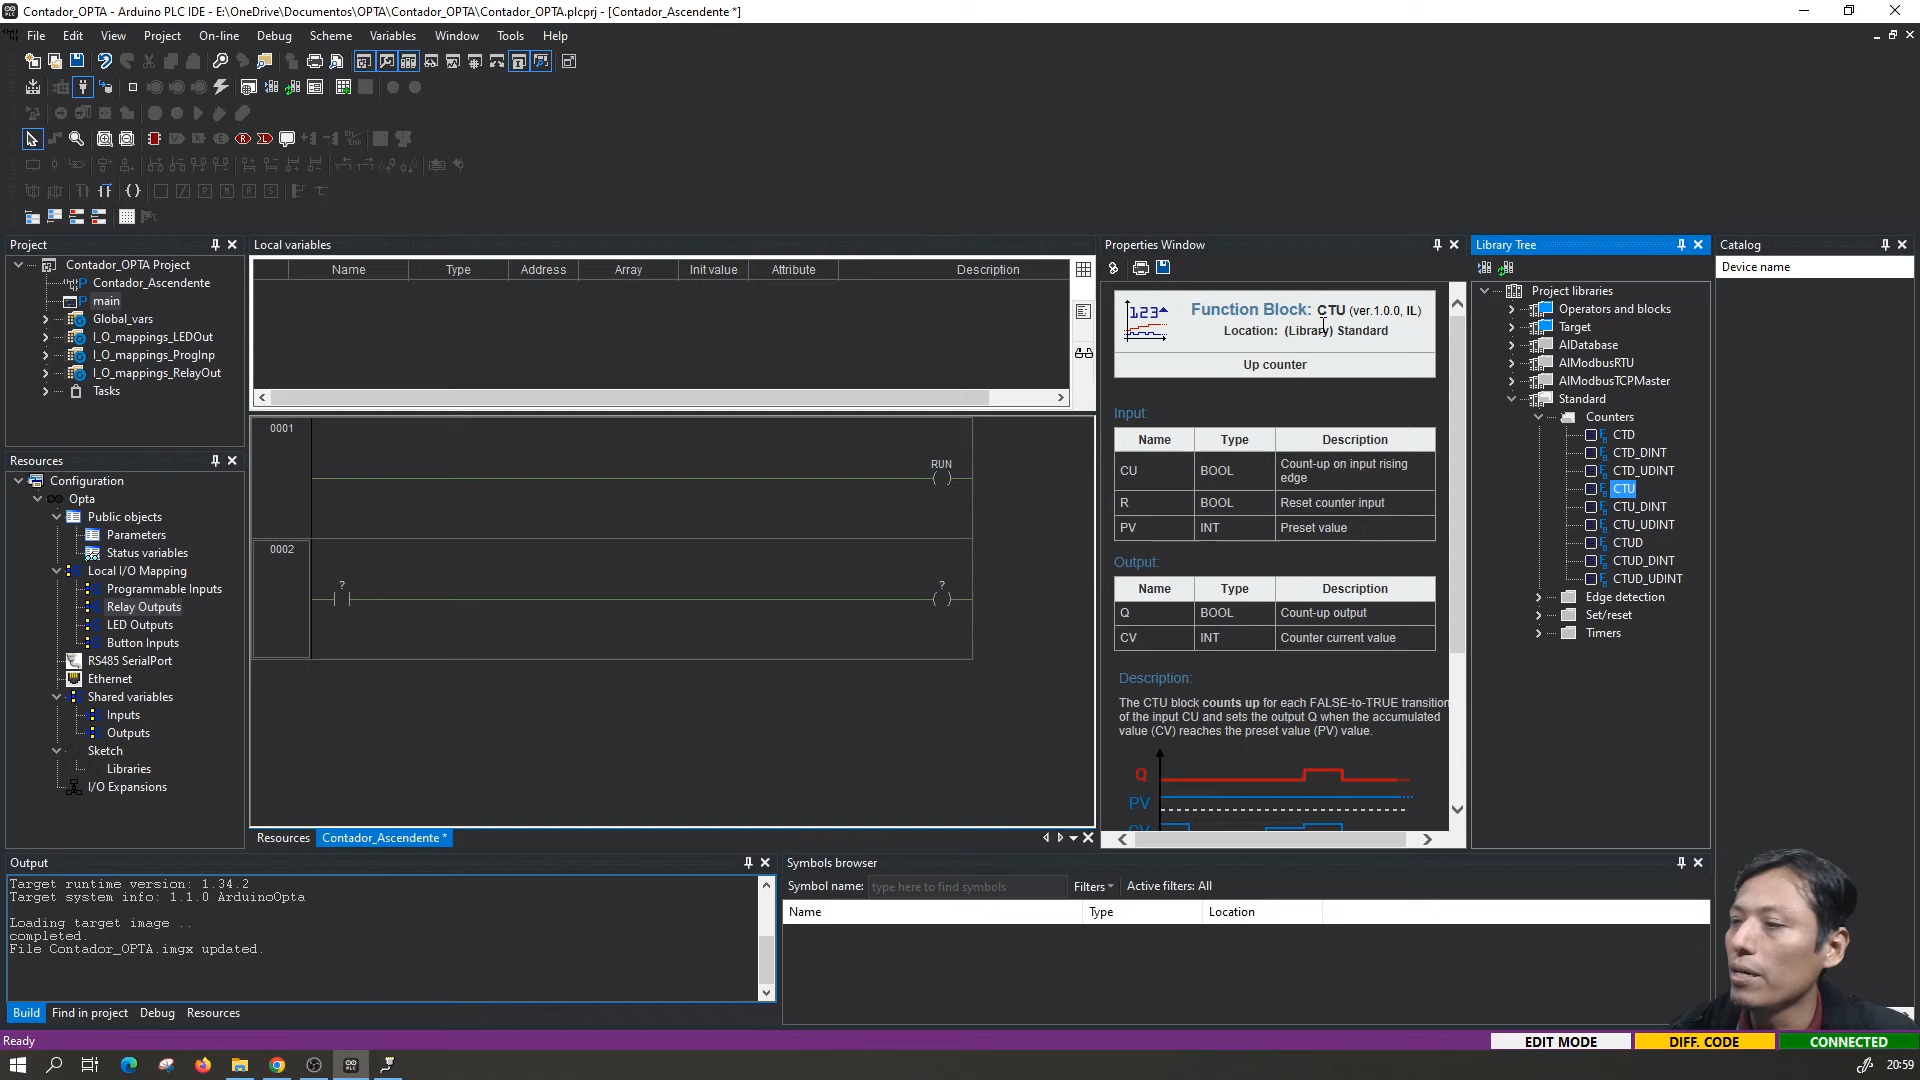 Contador_OPTA - Arduino PLC IDE - E:\OneDrive\Documentos\OPTA\Contador_OPTA\Contador_OPTA.plcprj - [Contador_Ascendente *]
File Edit View Project On-line Debug Scheme Variables Window Tools Help
Project
Contador_OPTA Project
Contador_Ascendente
main
Global_vars
I_O_mappings_LEDOut
I_O_mappings_ProgInp
I_O_mappings_RelayOut
Tasks
Resources
Configuration
Opta
Public objects
Parameters
Status variables
Local I/O Mapping
Programmable Inputs
Relay Outputs
LED Outputs
Button Inputs
RS485 SerialPort
Ethernet
Shared variables
Inputs
Outputs
Sketch
Libraries
I/O Expansions
Local variables
Name Type Address Array Init value Attribute Description
0001
RUN
0002
? ?
Resources Contador_Ascendente *
Properties Window
123
Function Block: CTU (ver.1.0.0, IL)
Location: (Library) Standard
Up counter
Input:
Name Type Description
CU BOOL Count-up on input rising edge
R BOOL Reset counter input
PV INT Preset value
Output:
Name Type Description
Q BOOL Count-up output
CV INT Counter current value
Description:
The CTU block counts up for each FALSE-to-TRUE transition
of the input CU and sets the output Q when the accumulated
value (CV) reaches the preset value (PV) value.
Q
PV
CV
Library Tree
Project libraries
Operators and blocks
Target
AlDatabase
AlModbusRTU
AlModbusTCPMaster
Standard
Counters
CTD
CTD_DINT
CTD_UDINT
CTU
CTU_DINT
CTU_UDINT
CTUD
CTUD_DINT
CTUD_UDINT
Edge detection
Set/reset
Timers
Catalog
Device name
Output
Target runtime version: 1.34.2
Target system info: 1.1.0 ArduinoOpta
Loading target image ..
completed.
File Contador_OPTA.imgx updated.
Build Find in project Debug Resources
Symbols browser
Symbol name: type here to find symbols Filters Active filters: All
Name Type Location
Ready
EDIT MODE DIFF. CODE CONNECTED
20:59